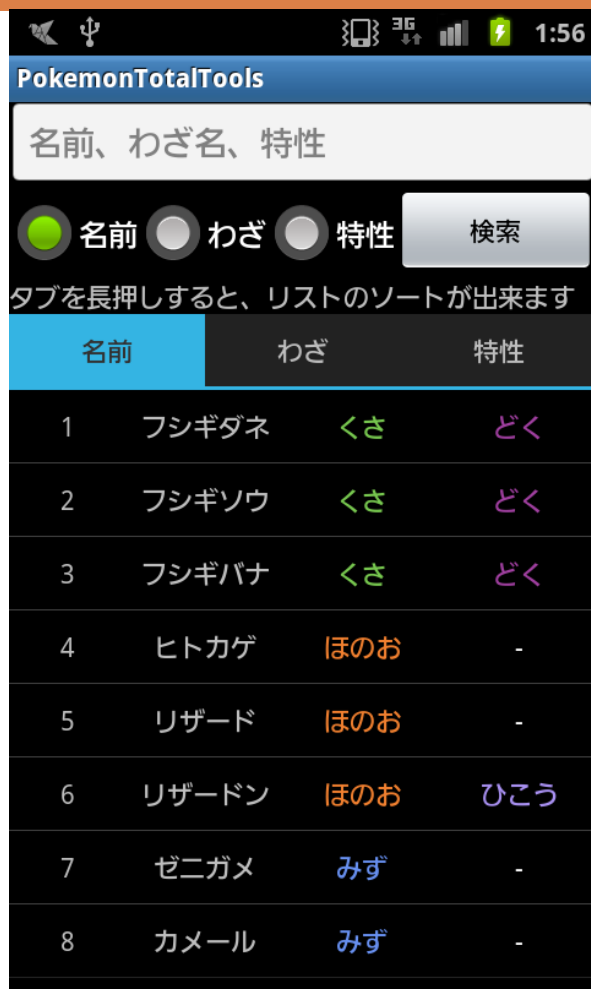 3G 1:56
PokemonTotalTools
名前、わざ名、特性
名前 わざ 特性 検索
タブを長押しすると、リストのソートが出来ます
名前 わざ 特性
1 フシギダネ くさ どく
2 フシギソウ くさ どく
3 フシギバナ くさ どく
4 ヒトカゲ ほのお -
5 リザード ほのお -
6 リザードン ほのお ひこう
7 ゼニガメ みず -
8 カメール みず -